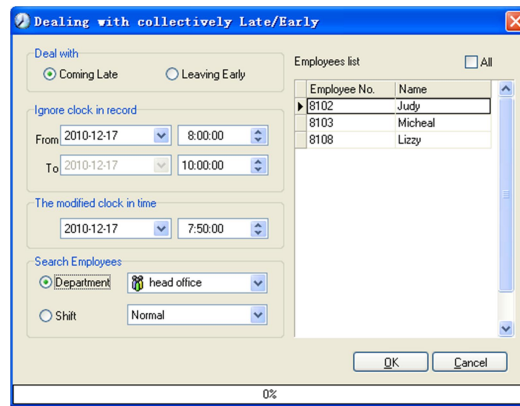 Dealing with collectively Late/Early
Deal with
Coming Late
Leaving Early
Ignore clock in record
From 2010-12-17 8:00:00
To 2010-12-17 10:00:00
The modified clock in time
2010-12-17 7:50:00
Search Employees
Department head office
Shift Normal
Employees list
All
Employee No. Name
8102 Judy
8103 Micheal
8108 Lizzy
OK
Cancel
0%